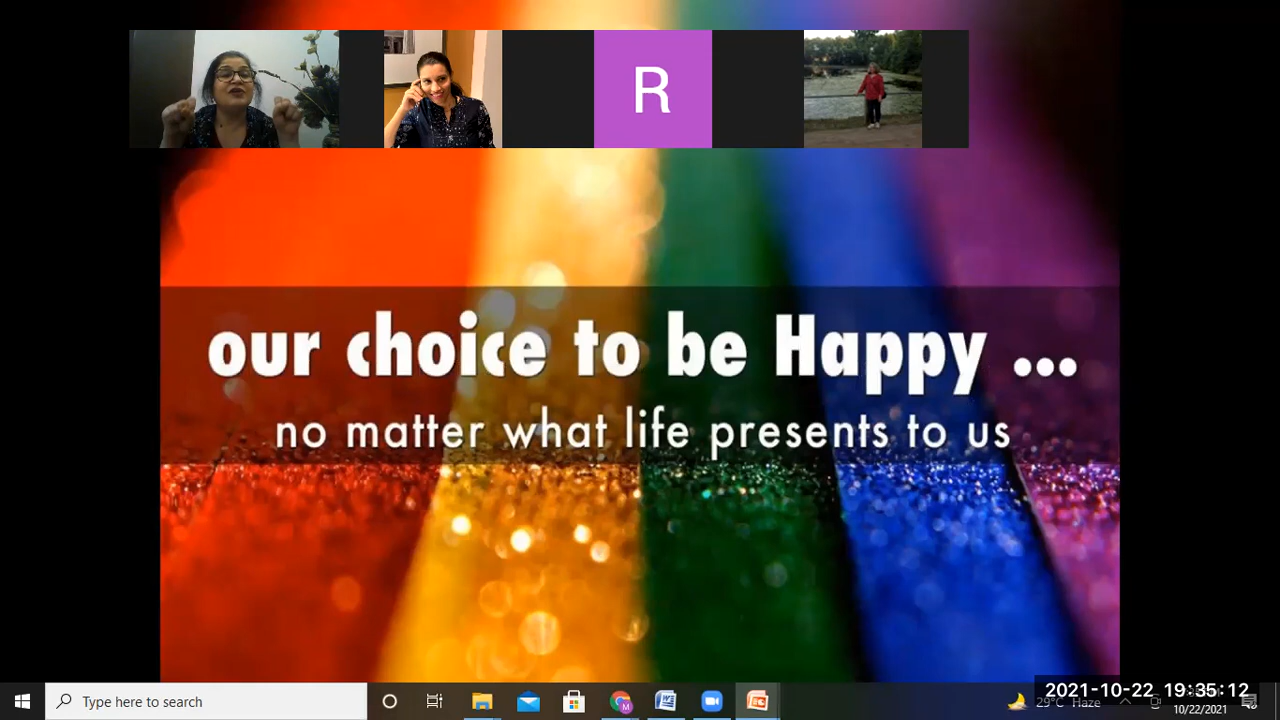 R
our choice to be Happy ...
no matter what life presents to us
Type here to search
2021-10-22 19:35:12
29°C Haze
10/22/2021